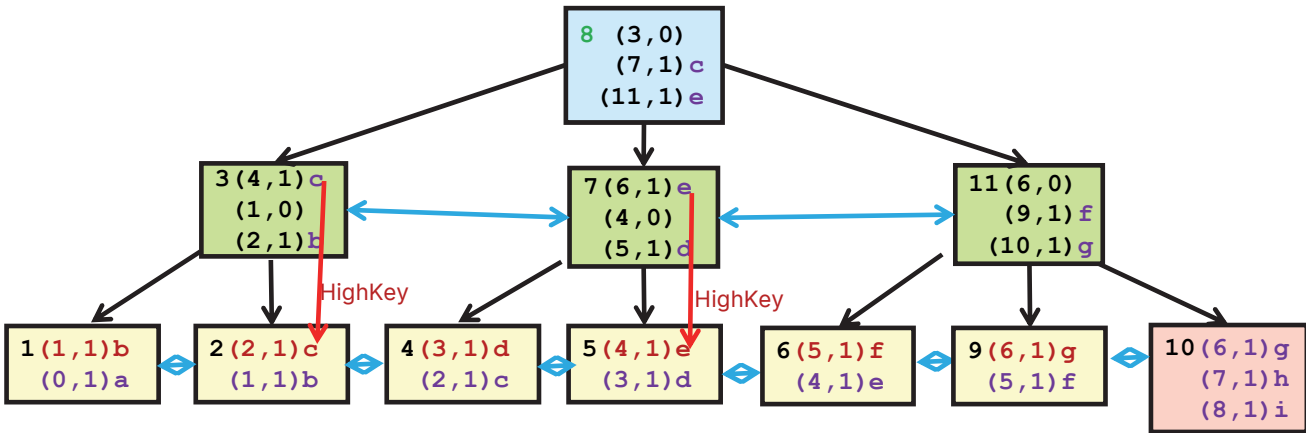 8 (3,0)
(7,1)c
(11,1)e
3(4,1)c
(1,0)
(2,1)b
7(6,1)e
(4,0)
(5,1)d
11(6,0)
(9,1)f
(10,1)g
HighKey
HighKey
1(1,1)b
(0,1)a
2(2,1)c
(1,1)b
4(3,1)d
(2,1)c
5(4,1)e
(3,1)d
6(5,1)f
(4,1)e
9(6,1)g
(5,1)f
10(6,1)g
(7,1)h
(8,1)i